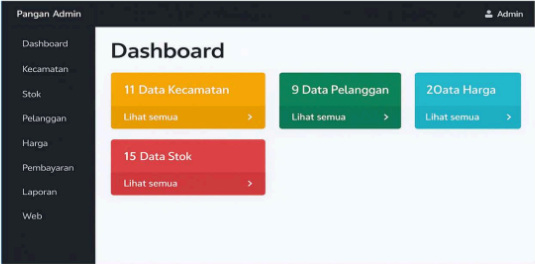 Pangan Admin
Admin
Dashboard
Kecamatan
Stok
Pelanggan
Harga
Pembayaran
Laporan
Web
Dashboard
11 Data Kecamatan
Lihat semua
9 Data Pelanggan
Lihat semua
20ata Harga
Lihat semua
15 Data Stok
Lihat semua